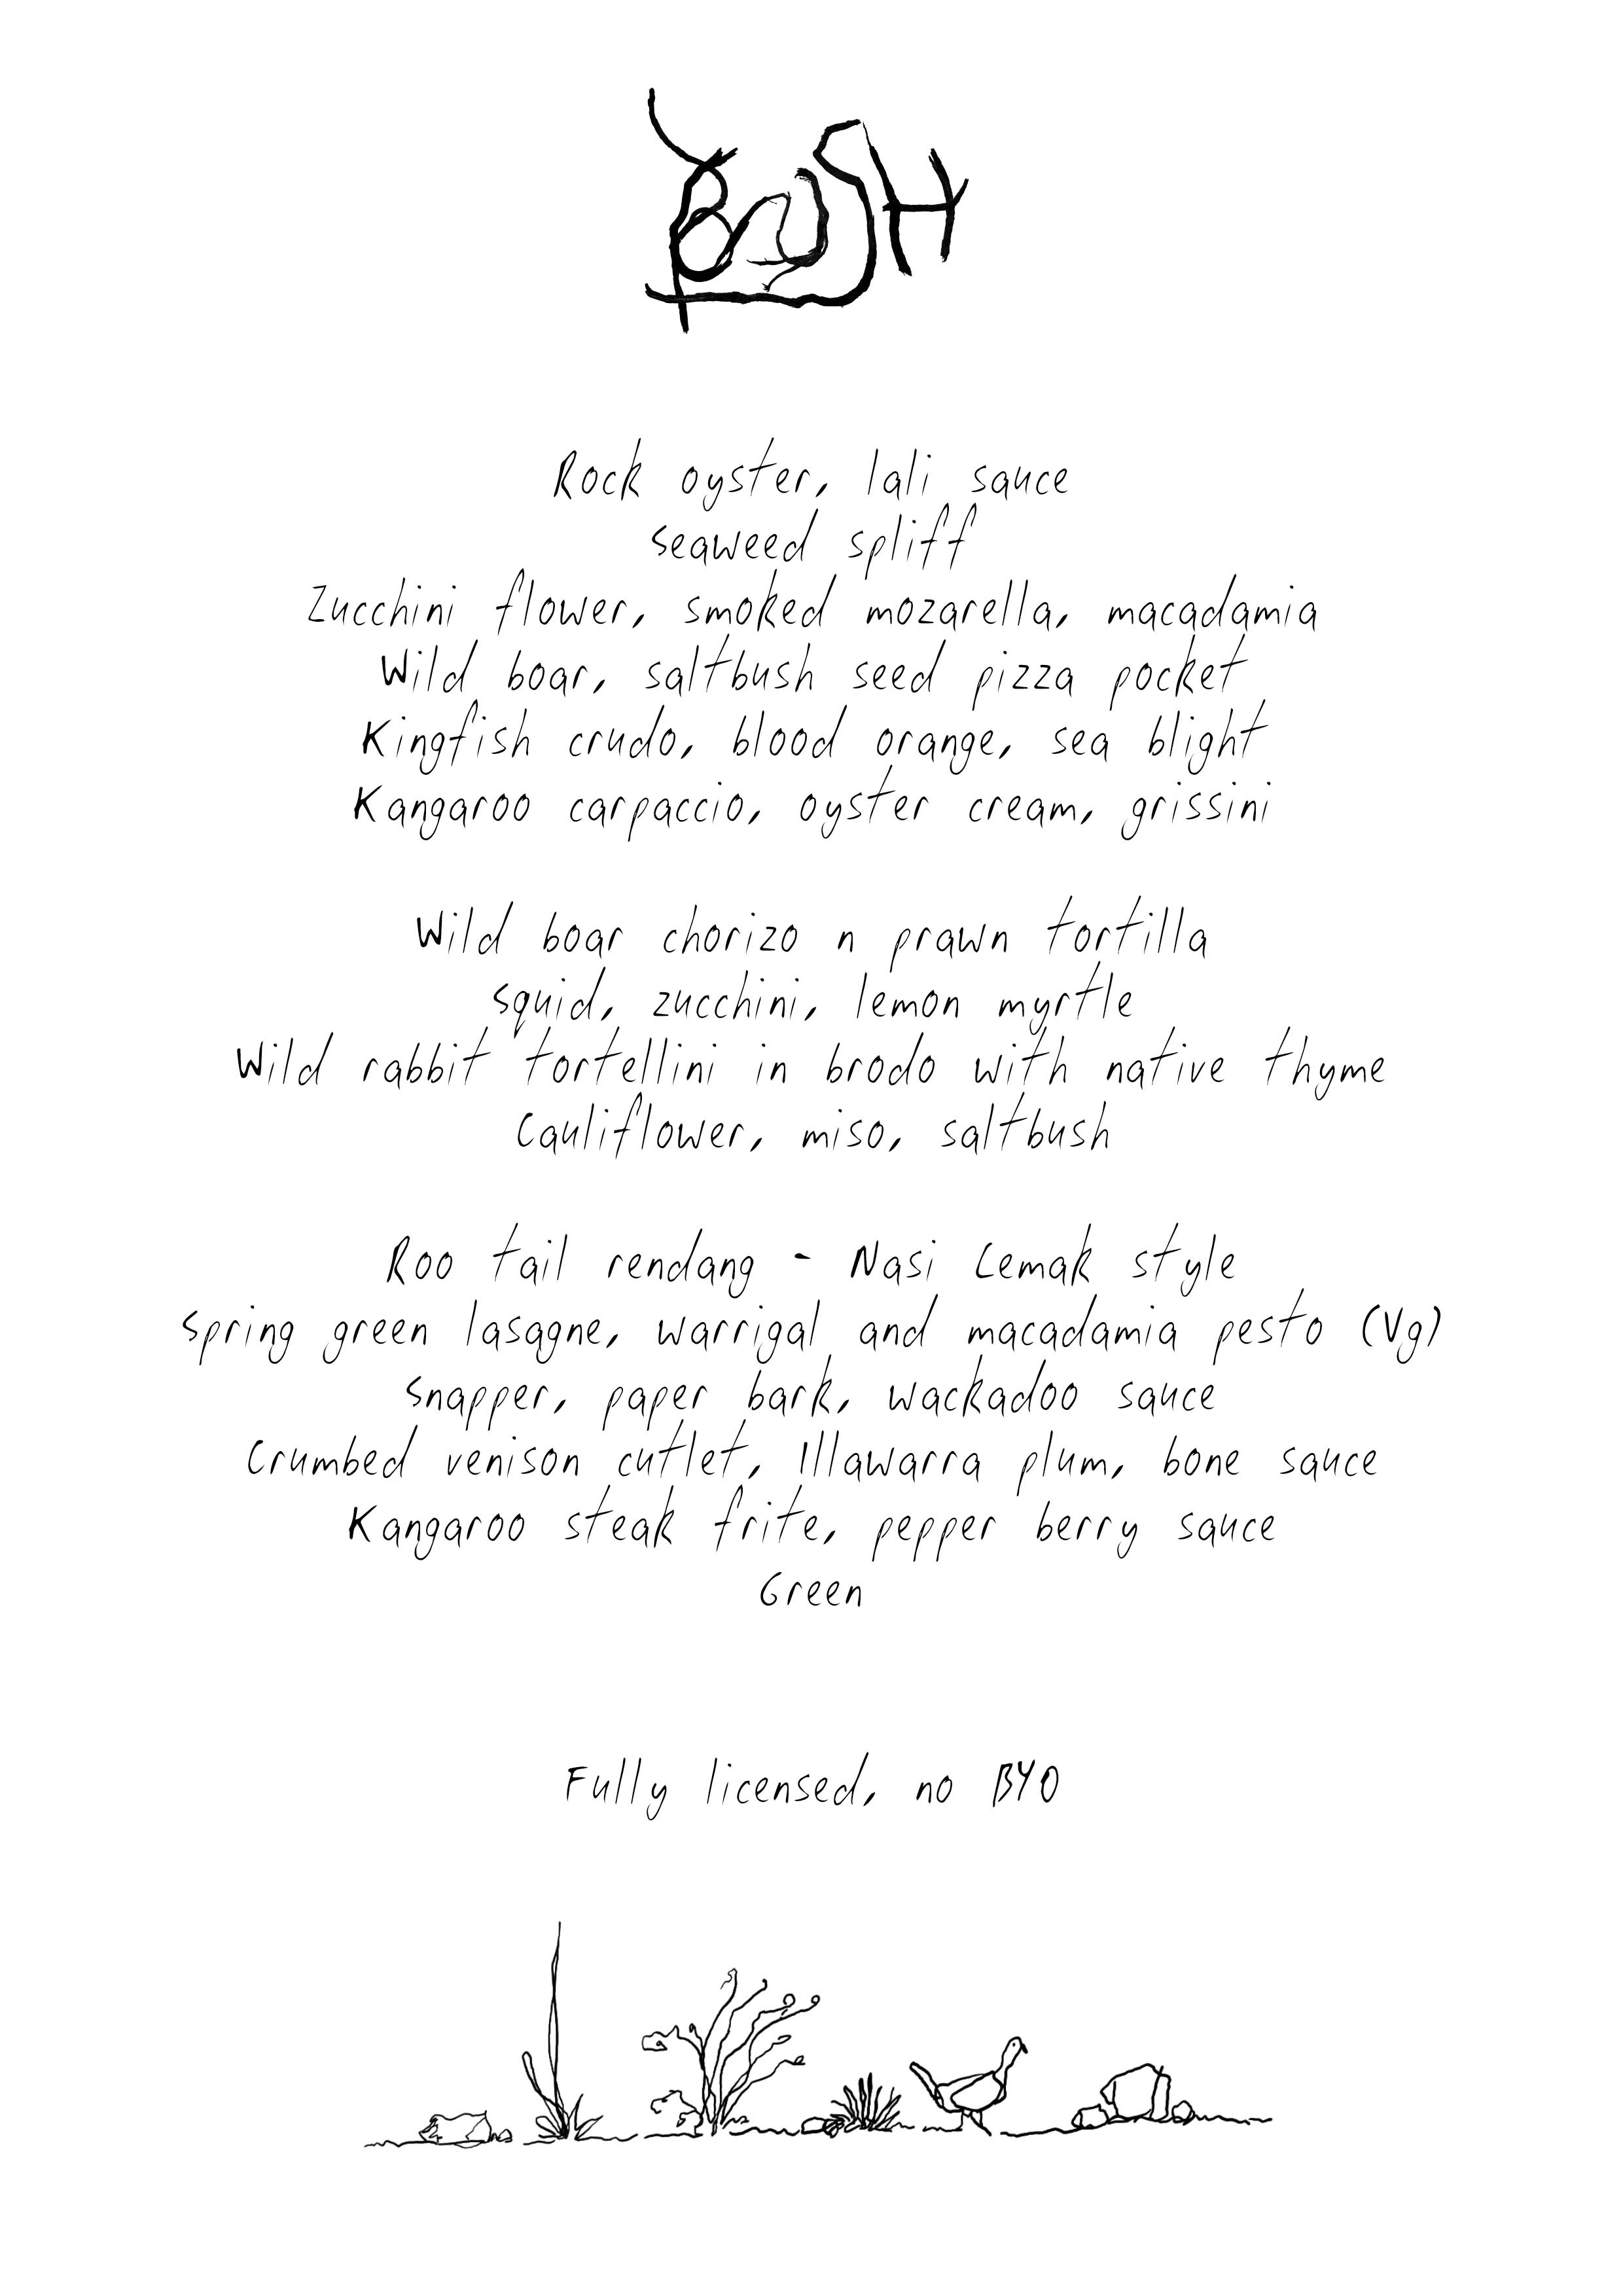 BUSH
Rock oyster, lali sauce
Seaweed spliff
Zucchini flower, smoked mozarella, macadamia
Wild boar, saltbush seed pizza pocket
Kingfish crudo, blood orange, sea blight
Kangaroo carpaccio, oyster cream, grissini
Wild boar chorizo n prawn tortilla
Squid, zucchini, lemon myrtle
Wild rabbit tortellini in brodo with native thyme
Cauliflower, miso, saltbush
Roo tail rendang - Nasi Lemak style
Spring green lasagne, warrigal and macadamia pesto (Vg)
Snapper, paper bark, wackadoo sauce
Crumbed venison cutlet, Illawarra plum, bone sauce
Kangaroo steak frite, pepper berry sauce
Green
Fully licensed, no BYO